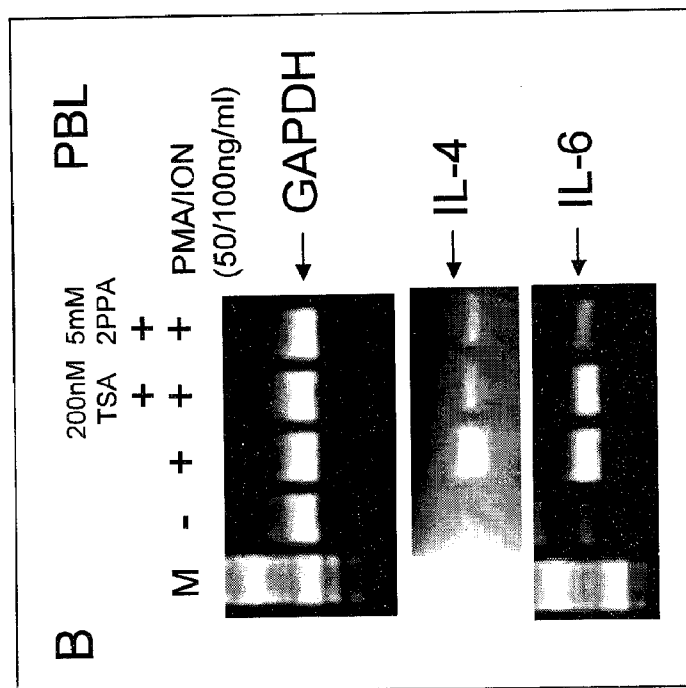 B
PBL
200nM 5mM
TSA 2PPA
+ +
M - + + + PMA/ION
(50/100ng/ml)
← GAPDH
← IL-4
← IL-6